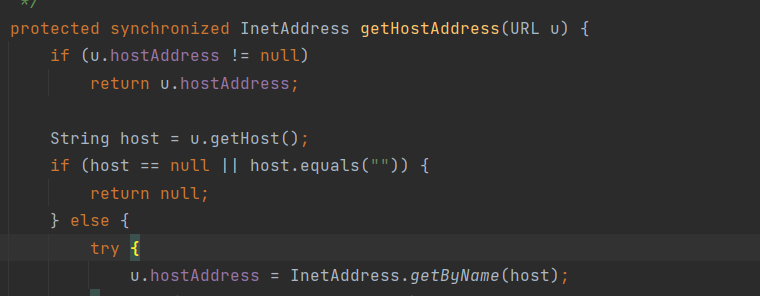 */
protected synchronized InetAddress getHostAddress(URL u) {
if (u.hostAddress != null)
return u.hostAddress;
String host = u.getHost();
if (host == null || host.equals("")) {
return null;
} else {
try {
u.hostAddress = InetAddress.getByName(host);